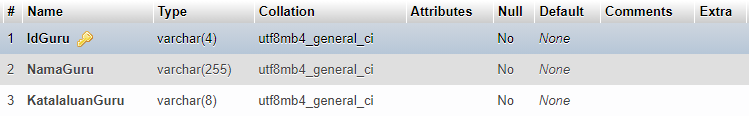 # Name Type Collation Attributes Null Default Comments Extra
1 IdGuru varchar(4) utf8mb4_general_ci No None
2 NamaGuru varchar(255) utf8mb4_general_ci No None
3 KatalaluanGuru varchar(8) utf8mb4_general_ci No None